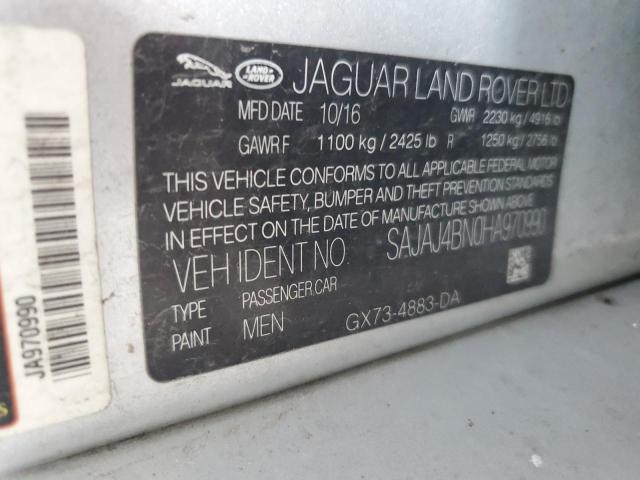 JAGUAR LAND ROVER JAGUAR LAND ROVER LTD
MFD DATE 10/16 GWR 2230 kg / 4916 lb
GAWR F 1100 kg / 2425 lb R 1250 kg / 2756 lb
THIS VEHICLE CONFORMS TO ALL APPLICABLE FEDERAL MOTOR
VEHICLE SAFETY, BUMPER AND THEFT PREVENTION STANDARDS
IN EFFECT ON THE DATE OF MANUFACTURE SHOWN ABOVE.
VEH IDENT NO. SAJAJ4BN0HA970990
TYPE PASSENGER CAR
PAINT MEN GX73-4883-DA
JA970990